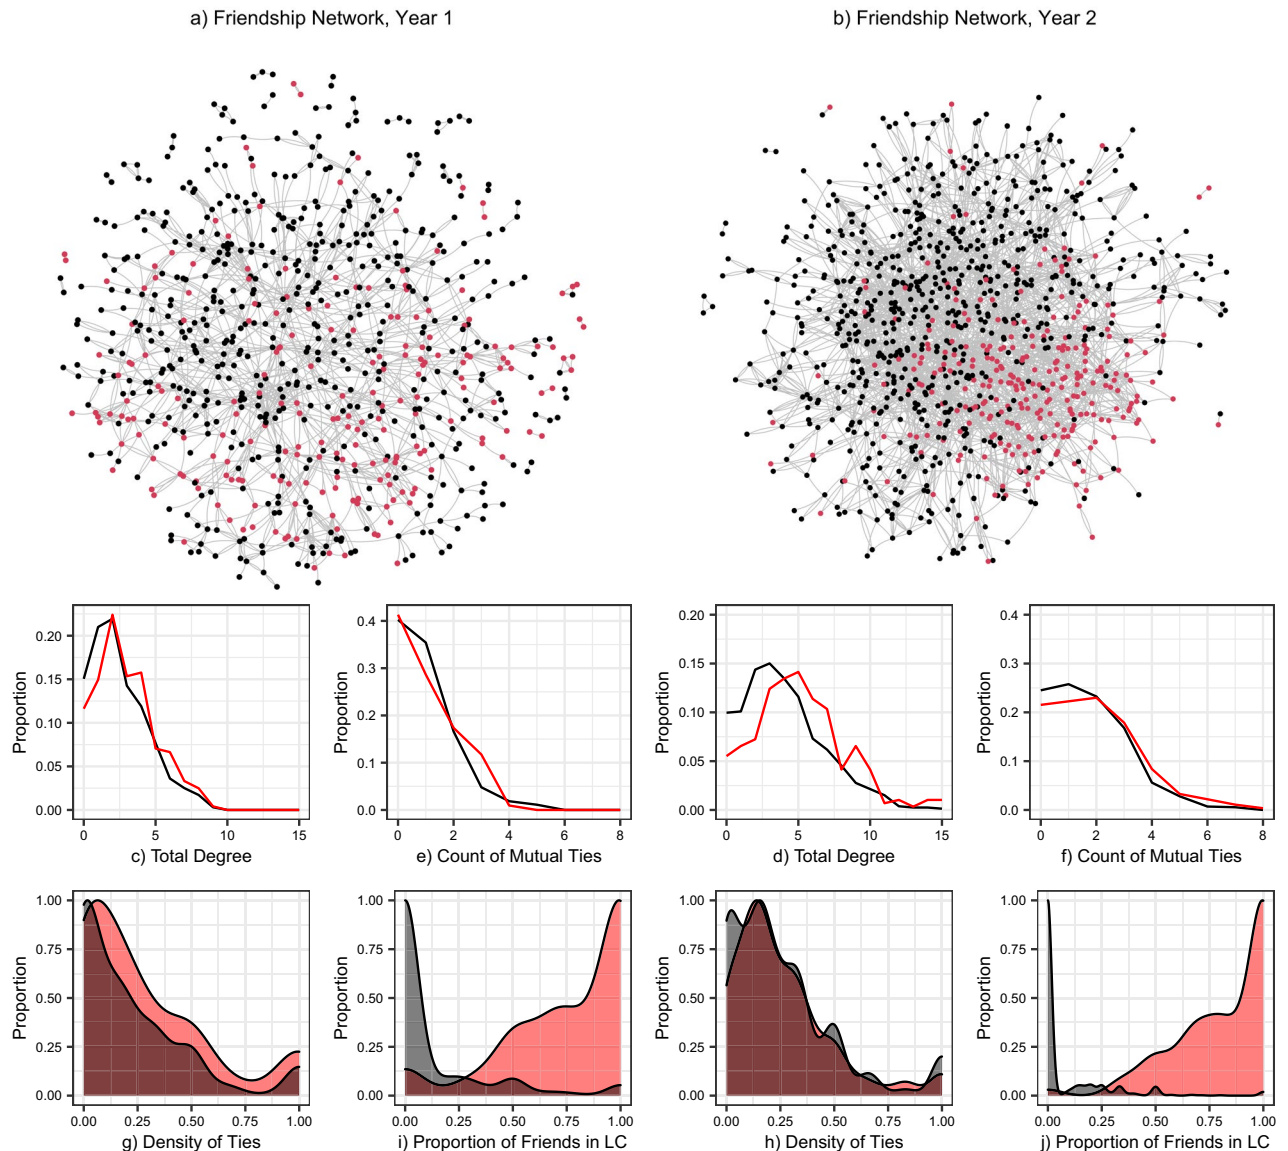 a) Friendship Network, Year 1
b) Friendship Network, Year 2
Proportion
0.20
0.15
0.10
0.05
0.00
0 5 10 15
c) Total Degree
Proportion
0.4
0.3
0.2
0.1
0.0
0 2 4 6 8
e) Count of Mutual Ties
Proportion
0.20
0.15
0.10
0.05
0.00
0 5 10 15
d) Total Degree
Proportion
0.4
0.3
0.2
0.1
0.0
0 2 4 6 8
f) Count of Mutual Ties
Proportion
1.00
0.75
0.50
0.25
0.00
0.00 0.25 0.50 0.75 1.00
g) Density of Ties
Proportion
1.00
0.75
0.50
0.25
0.00
0.00 0.25 0.50 0.75 1.00
i) Proportion of Friends in LC
Proportion
1.00
0.75
0.50
0.25
0.00
0.00 0.25 0.50 0.75 1.00
h) Density of Ties
Proportion
1.00
0.75
0.50
0.25
0.00
0.00 0.25 0.50 0.75 1.00
j) Proportion of Friends in LC